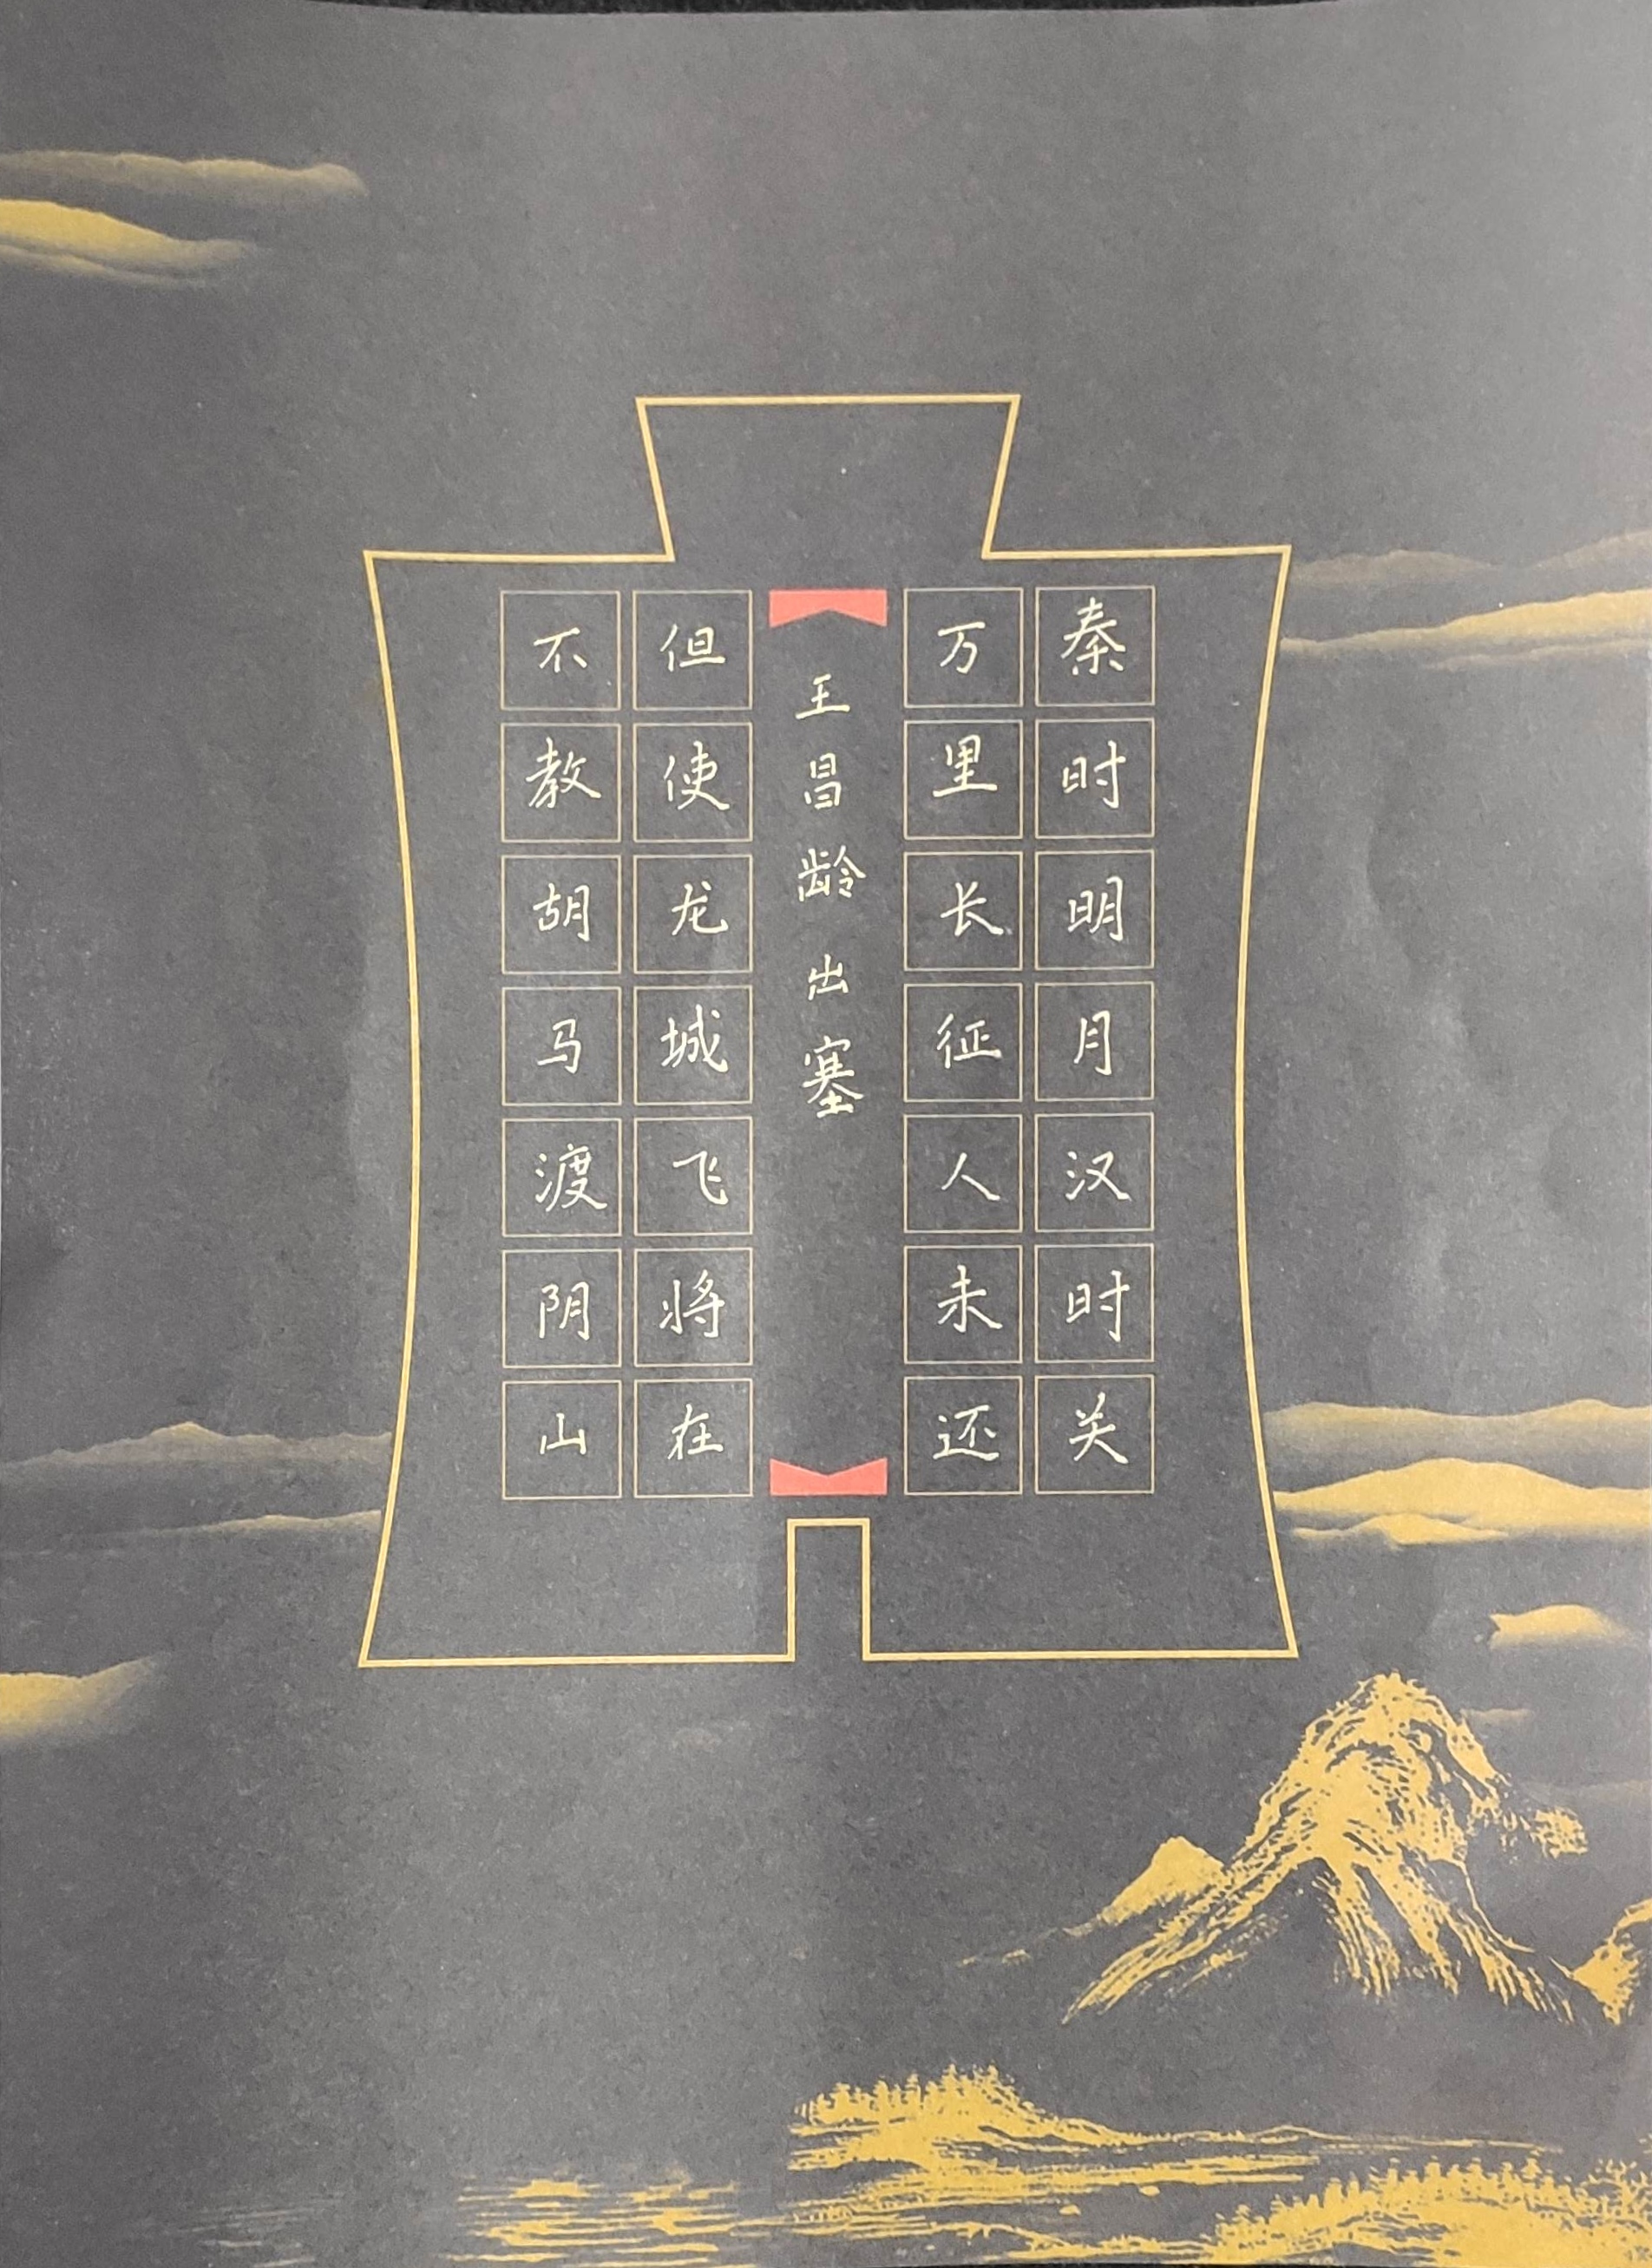 秦时明月汉时关
万里长征人未还
王昌龄出塞
但使龙城飞将在
不教胡马渡阴山